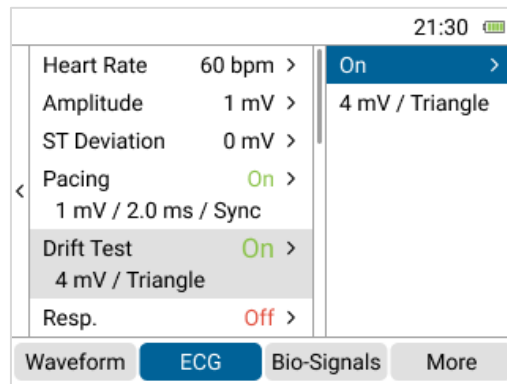 21:30
Heart Rate 60 bpm >
Amplitude 1 mV >
ST Deviation 0 mV >
Pacing On >
1 mV / 2.0 ms / Sync
Drift Test On >
4 mV / Triangle
Resp. Off >
<
On >
4 mV / Triangle
Waveform ECG Bio-Signals More